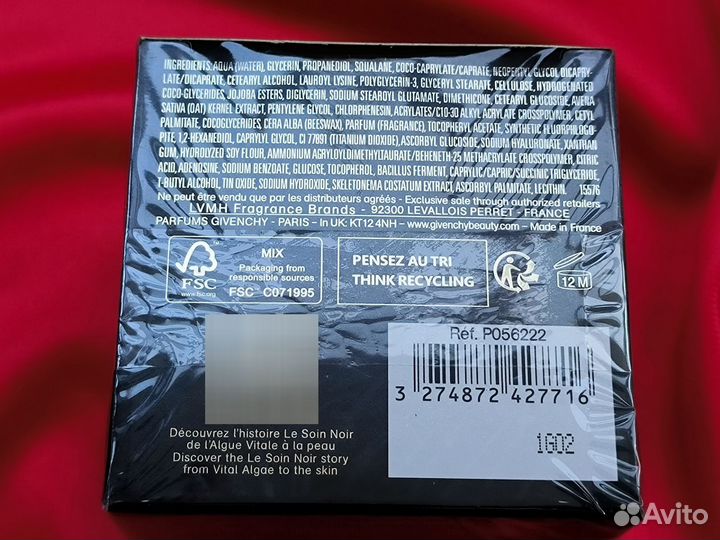 INGREDIENTS: AQUA (WATER), GLYCERIN, PROPANEDIOL, SQUALANE, COCO-CAPRYLATE/CAPRATE, NEOPENTYL GLYCOL DICAPRY-
LATE/DICAPRATE, CETEARYL ALCOHOL, LAUROYL LYSINE, POLYGLYCERIN-3, GLYCERYL STEARATE, CELLULOSE, HYDROGENATED
COCO-GLYCERIDES, JOJOBA ESTERS, DIGLYCERIN, SODIUM STEAROYL GLUTAMATE, DIMETHICONE, CETEARYL GLUCOSIDE, AVENA
SATIVA (OAT) KERNEL EXTRACT, PENTYLENE GLYCOL, CHLORPHENESIN, ACRYLATES/C10-30 ALKYL ACRYLATE CROSSPOLYMER, CETYL
PALMITATE, COCOGLYCERIDES, CERA ALBA (BEESWAX), PARFUM (FRAGRANCE), TOCOPHERYL ACETATE, SYNTHETIC FLUORPHLOGO-
PITE, 1,2-HEXANEDIOL, CAPRYLYL GLYCOL, CI 77891 (TITANIUM DIOXIDE), ASCORBYL GLUCOSIDE, SODIUM HYALURONATE, XANTHAN
GUM, HYDROLYZED SOY FLOUR, AMMONIUM ACRYLOYLDIMETHYLTAURATE/BEHENETH-25 METHACRYLATE CROSSPOLYMER, CITRIC
ACID, ADENOSINE, SODIUM BENZOATE, GLUCOSE, TOCOPHEROL, BACILLUS FERMENT, CAPRYLIC/CAPRIC/SUCCINIC TRIGLYCERIDE,
T-BUTYL ALCOHOL, TIN OXIDE, SODIUM HYDROXIDE, SKELETONEMA COSTATUM EXTRACT, ASCORBYL PALMITATE, LECITHIN. 15576
Ne peut être vendu que par les distributeurs agréés - Exclusive sale through authorized retailers
LVMH Fragrance Brands - 92300 LEVALLOIS PERRET - FRANCE
PARFUMS GIVENCHY - PARIS - In UK: KT12 4NH - www.givenchybeauty.com - Made in France
FSC
www.fsc.org
MIX
Packaging from
responsible sources
FSC C071995
PENSEZ AU TRI
THINK RECYCLING
12 M
Découvrez l'histoire Le Soin Noir
de l'Algue Vitale à la peau
Discover the Le Soin Noir story
from Vital Algae to the skin
Réf. P056222
3 274872 427716
1G02
Avito